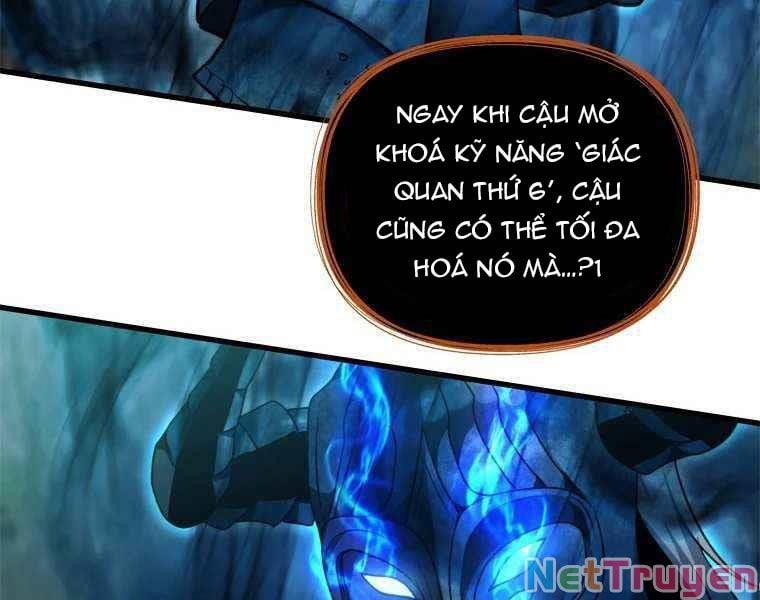 NGAY KHI CẬU MỞ
KHOÁ KỸ NĂNG ‘GIÁC
QUAN THỨ 6’, CẬU
CŨNG CÓ THỂ TỐI ĐA
HOÁ NÓ MÀ...?1
NetTruyen